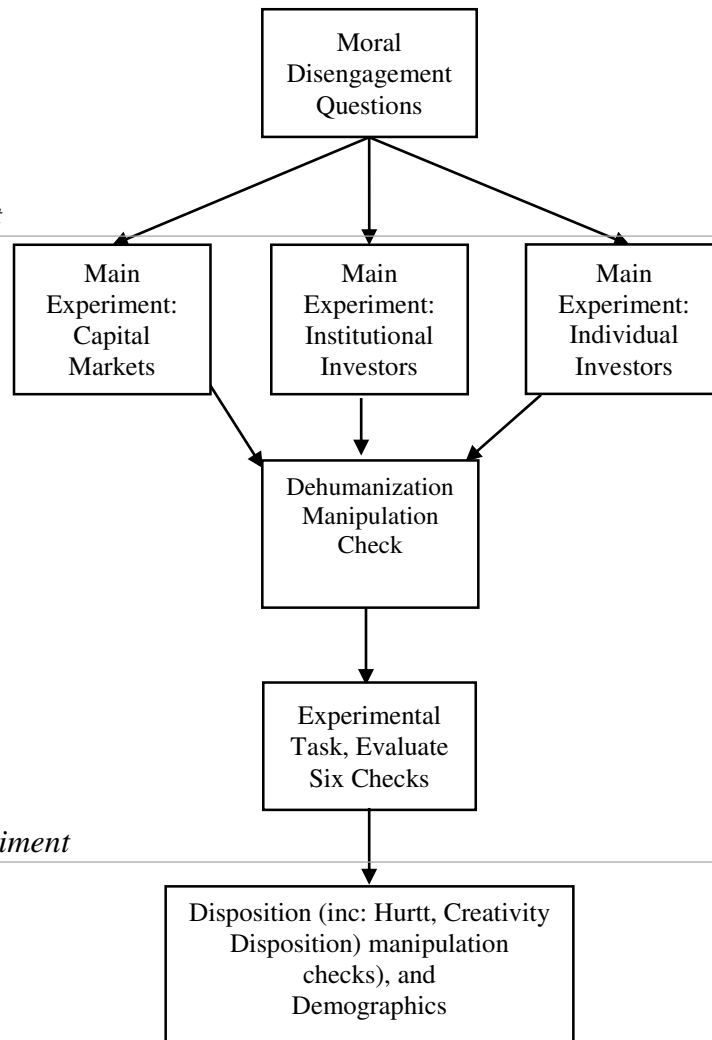 Moral
Disengagement
Questions
Main
Experiment:
Capital
Markets
Main
Experiment:
Institutional
Investors
Main
Experiment:
Individual
Investors
Dehumanization
Manipulation
Check
Experimental
Task, Evaluate
Six Checks
iment
Disposition (inc: Hurtt, Creativity
Disposition) manipulation
checks), and
Demographics